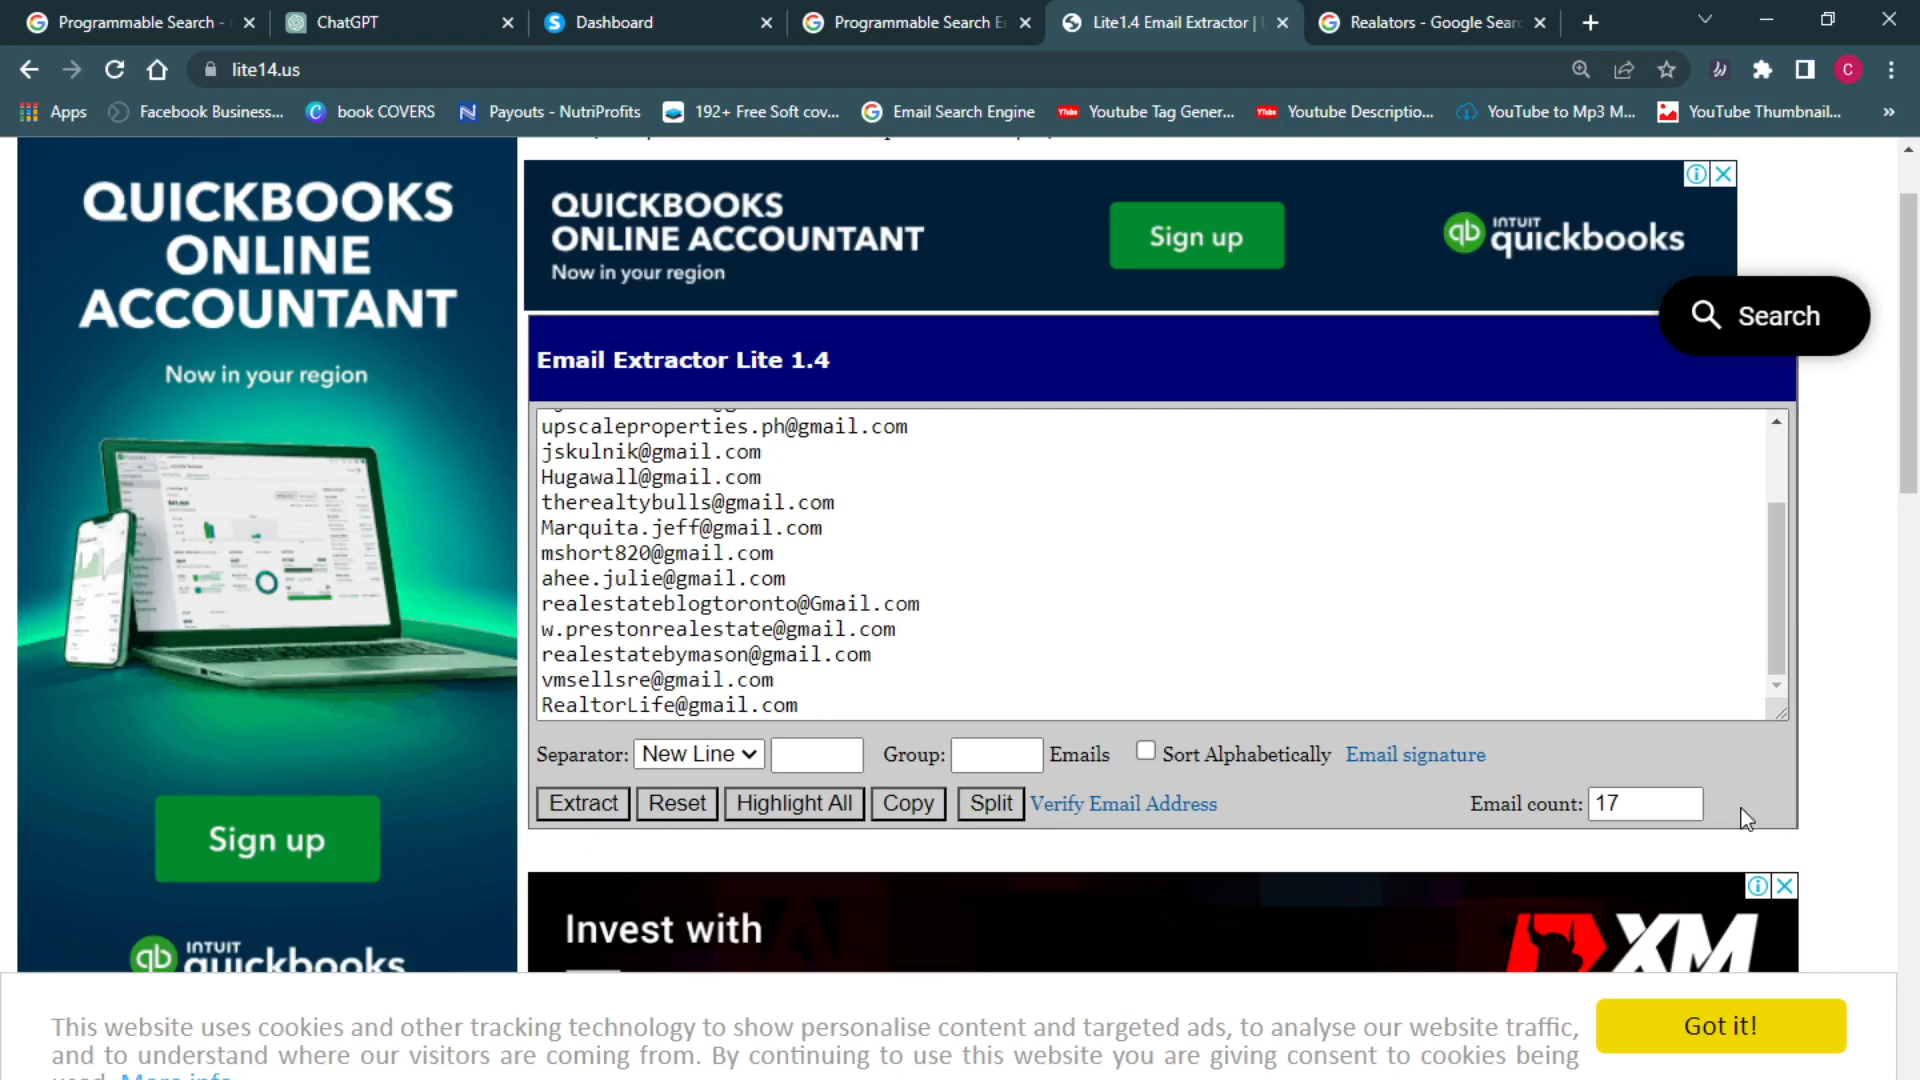 Programmable Search -
ChatGPT
Dashboard
Programmable Search E
Lite1.4 Email Extractor |
Realators - Google Sear
lite14.us
C
Apps
Facebook Business...
book COVERS
Payouts - NutriProfits
192+ Free Soft cov...
Email Search Engine
Youtube Tag Gener...
Youtube Descriptio...
YouTube to Mp3 M...
YouTube Thumbnail...
»
QUICKBOOKS
ONLINE
ACCOUNTANT
Now in your region
Sign up
qb INTUIT
quickbooks
QUICKBOOKS
ONLINE ACCOUNTANT
Now in your region
Sign up
qb INTUIT
quickbooks
Search
Email Extractor Lite 1.4
upscaleproperties.ph@gmail.com
jskulnik@gmail.com
Hugawall@gmail.com
therealtybulls@gmail.com
Marquita.jeff@gmail.com
mshort820@gmail.com
ahee.julie@gmail.com
realestateblogtoronto@Gmail.com
w.prestonrealestate@gmail.com
realestatebymason@gmail.com
vmsellsre@gmail.com
RealtorLife@gmail.com
Separator: New Line Group: Emails Sort Alphabetically Email signature
Extract Reset Highlight All Copy Split Verify Email Address Email count: 17
Invest with
XM
This website uses cookies and other tracking technology to show personalise content and targeted ads, to analyse our website traffic,
and to understand where our visitors are coming from. By continuing to use this website you are giving consent to cookies being
used. More info
Got it!